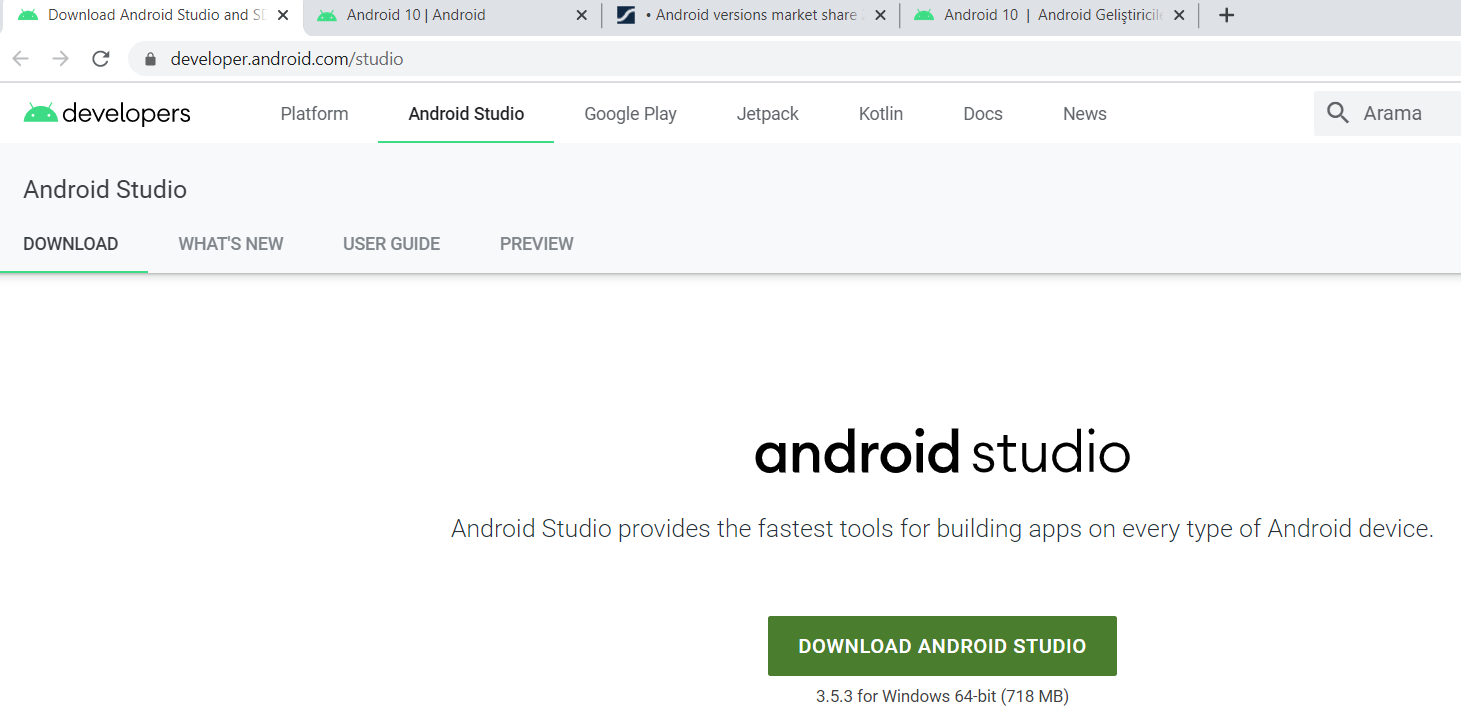 Download Android Studio and SD
Android 10 | Android
• Android versions market share
Android 10 | Android Geliştiricile
developer.android.com/studio
developers
Platform
Android Studio
Google Play
Jetpack
Kotlin
Docs
News
Arama
Android Studio
DOWNLOAD
WHAT'S NEW
USER GUIDE
PREVIEW
android studio
Android Studio provides the fastest tools for building apps on every type of Android device.
DOWNLOAD ANDROID STUDIO
3.5.3 for Windows 64-bit (718 MB)